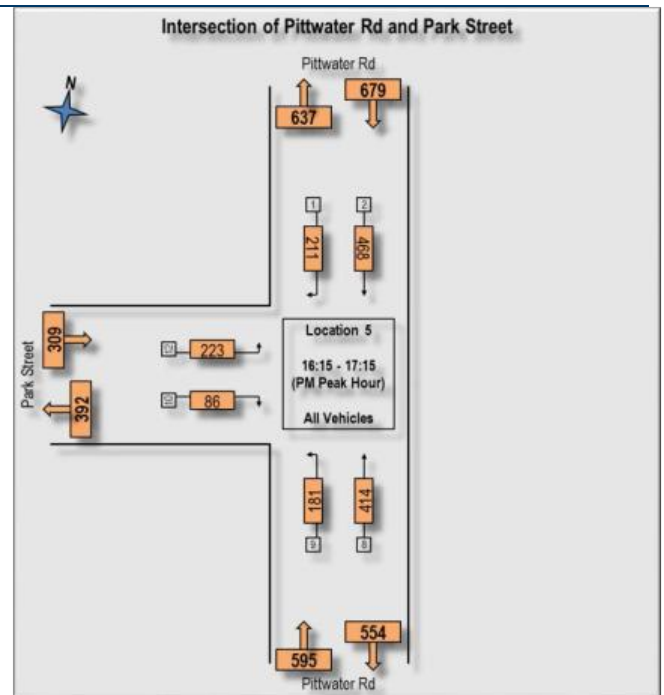 Intersection of Pittwater Rd and Park Street
Pittwater Rd
N
637
679
1
2
211
468
309
Park Street
392
12
223
10
86
Location 5
16:15 - 17:15
(PM Peak Hour)
All Vehicles
181
414
9
8
595
554
Pittwater Rd